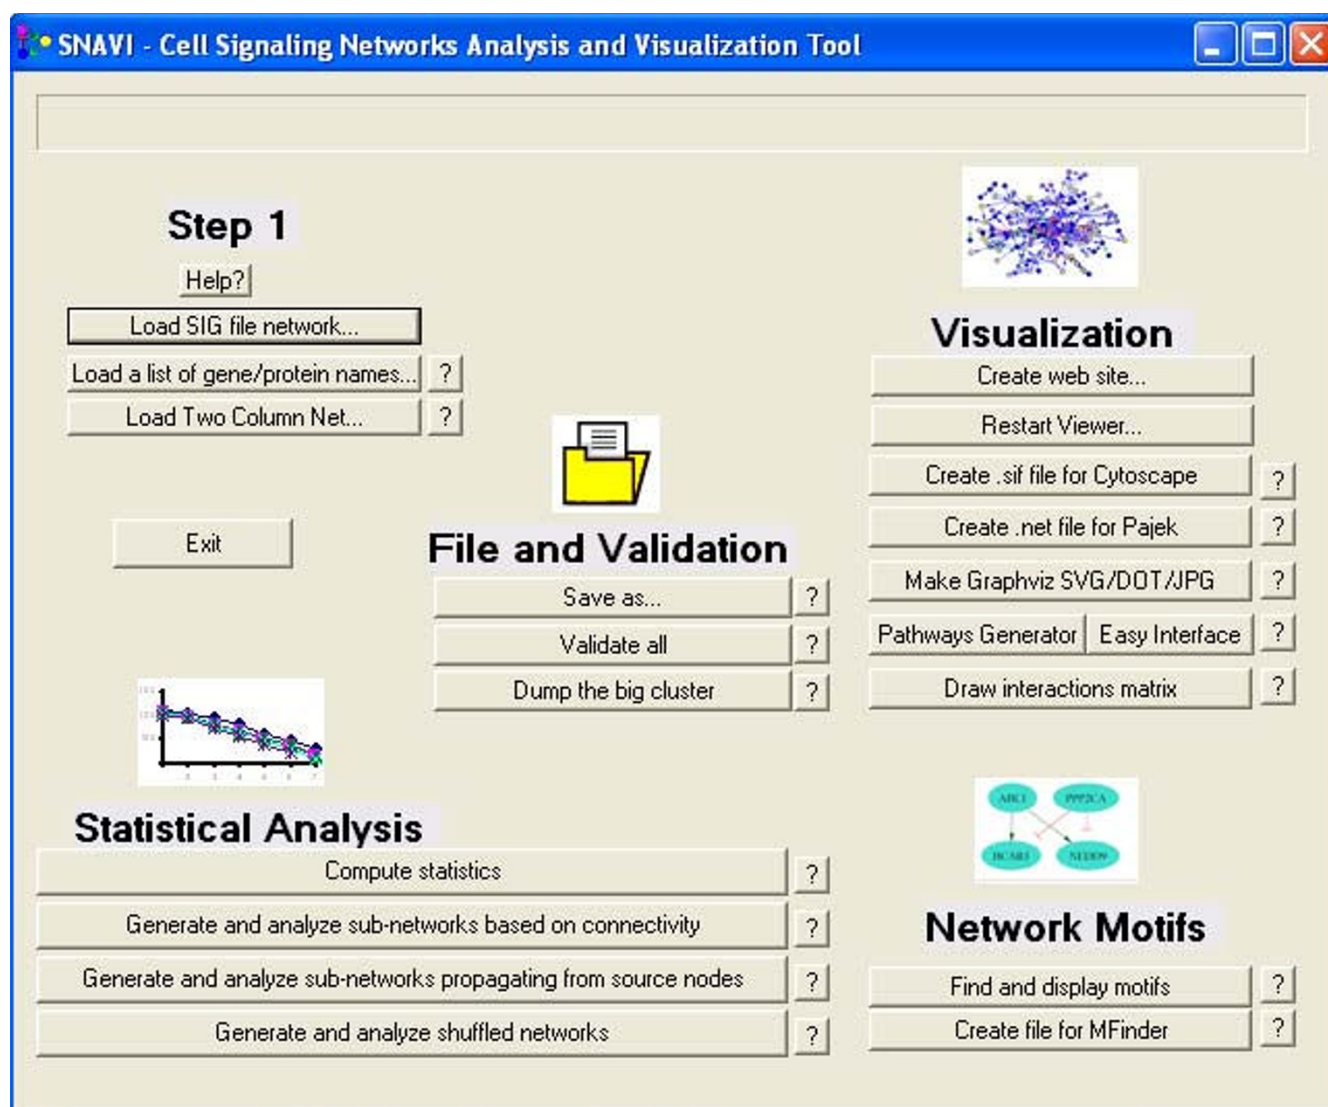 SNAVI - Cell Signaling Networks Analysis and Visualization Tool
Step 1
Help?
Load SIG file network...
Load a list of gene/protein names... ?
Load Two Column Net... ?
Exit
File and Validation
Save as... ?
Validate all ?
Dump the big cluster ?
Visualization
Create web site...
Restart Viewer...
Create .sif file for Cytoscape ?
Create .net file for Pajek ?
Make Graphviz SVG/DOT/JPG ?
Pathways Generator Easy Interface ?
Draw interactions matrix ?
Statistical Analysis
Compute statistics ?
Generate and analyze sub-networks based on connectivity ?
Generate and analyze sub-networks propagating from source nodes ?
Generate and analyze shuffled networks ?
PPP2CA
Network Motifs
Find and display motifs ?
Create file for MFinder ?